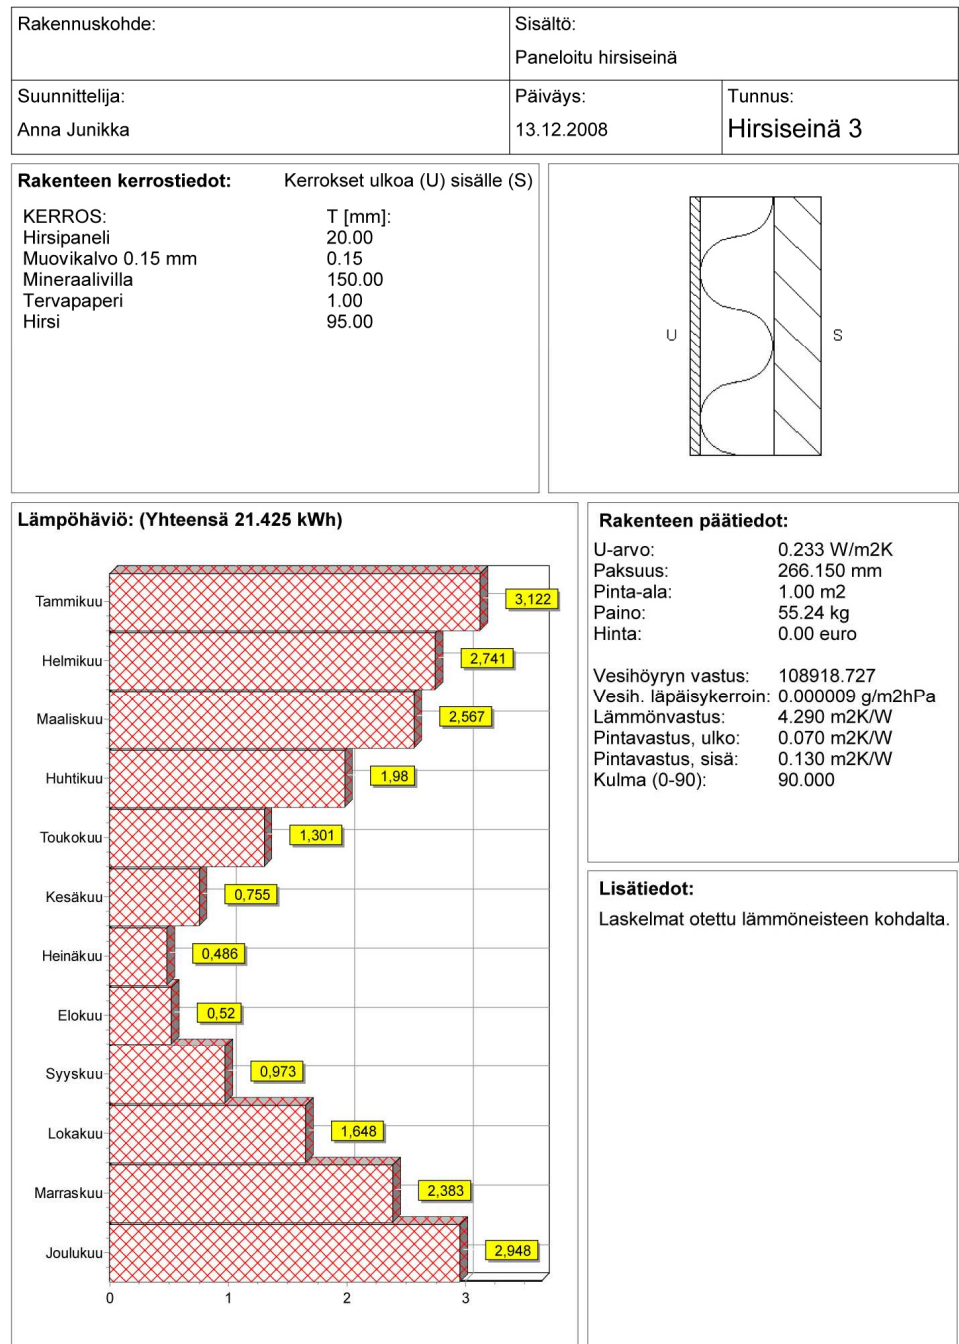 Rakennuskohde:
Sisältö:
Paneloitu hirsiseinä
Suunnittelija:
Anna Junikka
Päiväys:
13.12.2008
Tunnus:
Hirsiseinä 3
Rakenteen kerrostiedot: Kerrokset ulkoa (U) sisälle (S)
KERROS: T [mm]:
Hirsipaneli 20.00
Muovikalvo 0.15 mm 0.15
Mineraalivilla 150.00
Tervapaperi 1.00
Hirsi 95.00
U S
Lämpöhäviö: (Yhteensä 21.425 kWh)
Tammikuu 3,122
Helmikuu 2,741
Maaliskuu 2,567
Huhtikuu 1,98
Toukokuu 1,301
Kesäkuu 0,755
Heinäkuu 0,486
Elokuu 0,52
Syyskuu 0,973
Lokakuu 1,648
Marraskuu 2,383
Joulukuu 2,948
0 1 2 3
Rakenteen päätiedot:
U-arvo: 0.233 W/m2K
Paksuus: 266.150 mm
Pinta-ala: 1.00 m2
Paino: 55.24 kg
Hinta: 0.00 euro
Vesihöyryn vastus: 108918.727
Vesih. läpäisykerroin: 0.000009 g/m2hPa
Lämmönvastus: 4.290 m2K/W
Pintavastus, ulko: 0.070 m2K/W
Pintavastus, sisä: 0.130 m2K/W
Kulma (0-90): 90.000
Lisätiedot:
Laskelmat otettu lämmöneisteen kohdalta.